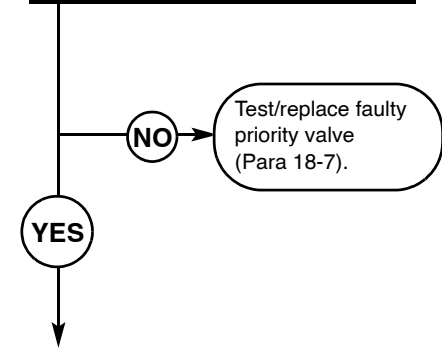 NO
Test/replace faulty
priority valve
(Para 18-7).
YES